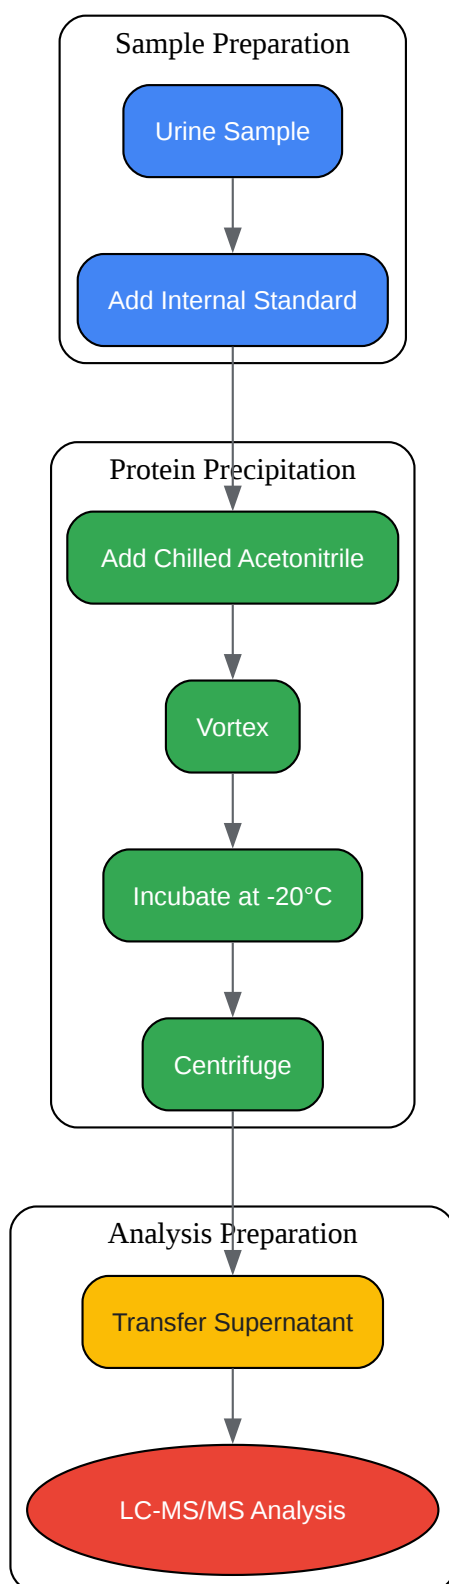 Sample Preparation
Urine Sample
Add Internal Standard
Protein Precipitation
Add Chilled Acetonitrile
Vortex
Incubate at -20°C
Centrifuge
Analysis Preparation
Transfer Supernatant
LC-MS/MS Analysis